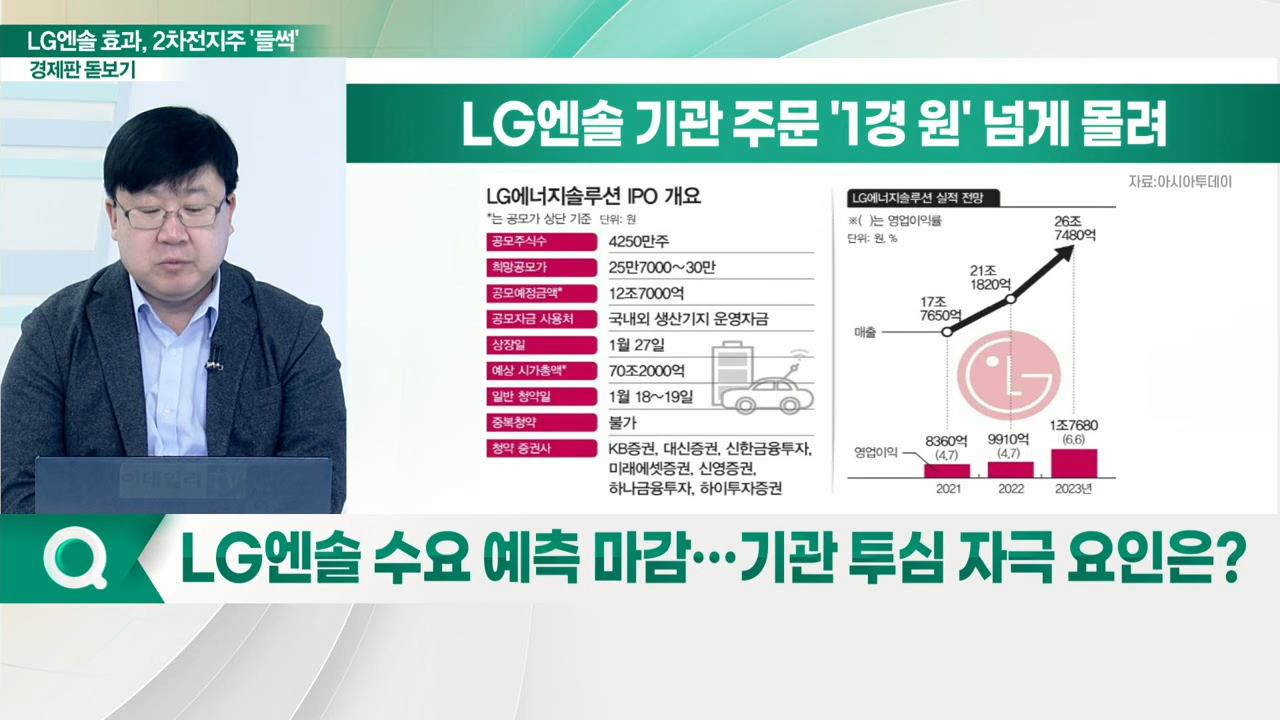 LG엔솔 효과, 2차전지주 '들썩'
경제판 돋보기
LG엔솔 기관 주문 '1경 원' 넘게 몰려
자료:아시아투데이
LG에너지솔루션 IPO 개요
*는 공모가 상단 기준 단위: 원
공모주식수 4250만주
희망공모가 25만7000~30만
공모예정금액* 12조7000억
공모자금 사용처 국내외 생산기지 운영자금
상장일 1월 27일
예상 시가총액* 70조2000억
일반 청약일 1월 18~19일
중복청약 불가
청약 증권사 KB증권, 대신증권, 신한금융투자,
미래에셋증권, 신영증권,
하나금융투자, 하이투자증권
LG에너지솔루션 실적 전망
※( )는 영업이익률
단위: 원, %
26조
7480억
21조
1820억
17조
7650억
매출
LG
1조7680
(6.6)
9910억
(4.7)
8360억
(4.7)
영업이익
2021 2022 2023년
이데일리
LG엔솔 수요 예측 마감…기관 투심 자극 요인은?